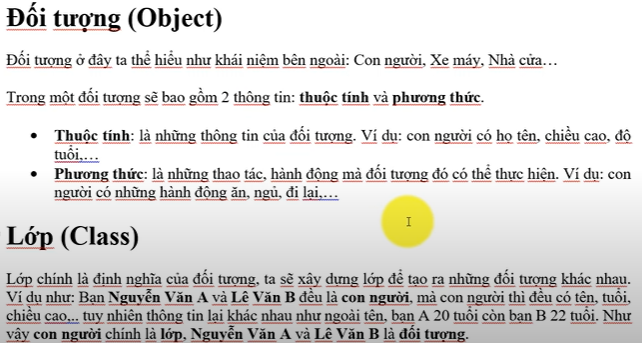 Đối tượng (Object)
Đối tượng ở đây ta thể hiểu như khái niệm bên ngoài: Con người, Xe máy, Nhà cửa…
Trong một đối tượng sẽ bao gồm 2 thông tin: thuộc tính và phương thức.
• Thuộc tính: là những thông tin của đối tượng. Ví dụ: con người có họ tên, chiều cao, độ
tuổi,…
• Phương thức: là những thao tác, hành động mà đối tượng đó có thể thực hiện. Ví dụ: con
người có những hành động ăn, ngủ, đi lại,…
Lớp (Class)
Lớp chính là định nghĩa của đối tượng, ta sẽ xây dựng lớp để tạo ra những đối tượng khác nhau.
Ví dụ như: Bạn Nguyễn Văn A và Lê Văn B đều là con người, mà con người thì đều có tên, tuổi,
chiều cao,.. tuy nhiên thông tin lại khác nhau như ngoài tên, bạn A 20 tuổi còn bạn B 22 tuổi. Như
vậy con người chính là lớp, Nguyễn Văn A và Lê Văn B là đối tượng.